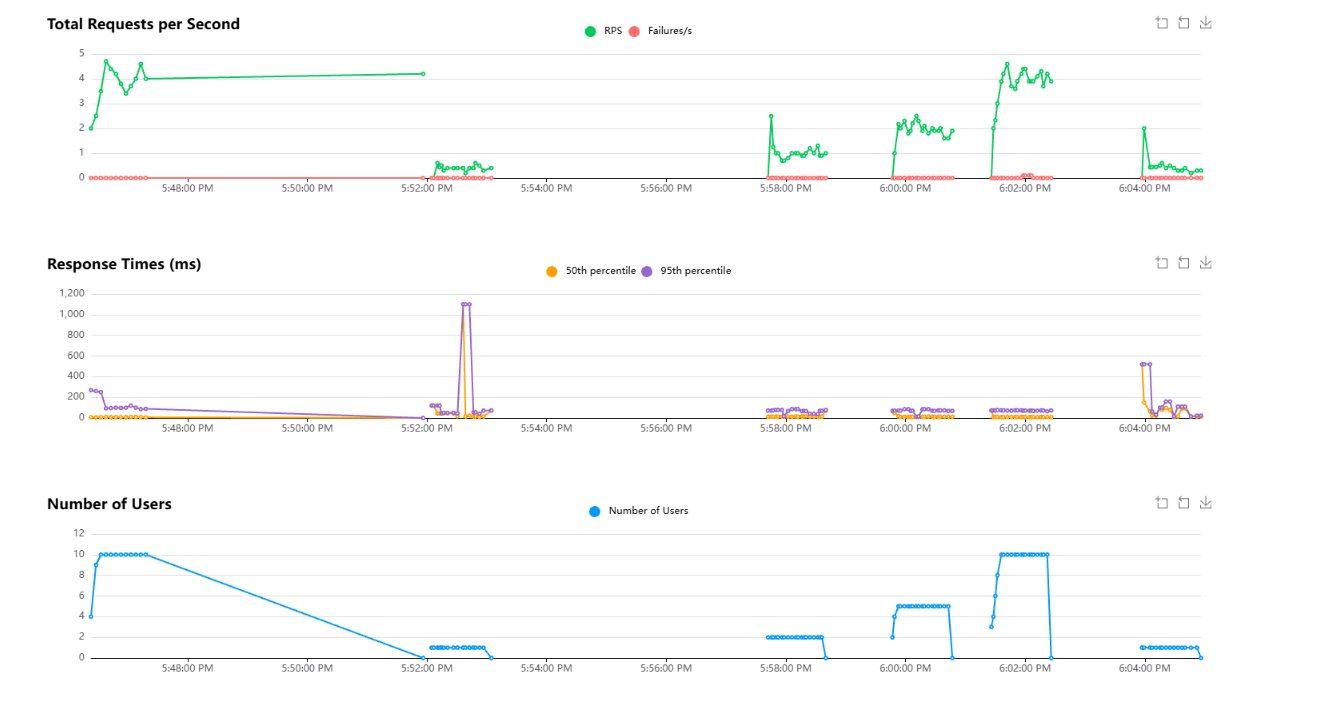 Total Requests per Second
RPS Failures/s
5
4
3
2
1
0
5:48:00 PM 5:50:00 PM 5:52:00 PM 5:54:00 PM 5:56:00 PM 5:58:00 PM 6:00:00 PM 6:02:00 PM 6:04:00 PM
Response Times (ms)
50th percentile 95th percentile
1,200
1,000
800
600
400
200
0
5:48:00 PM 5:50:00 PM 5:52:00 PM 5:54:00 PM 5:56:00 PM 5:58:00 PM 6:00:00 PM 6:02:00 PM 6:04:00 PM
Number of Users
Number of Users
12
10
8
6
4
2
0
5:48:00 PM 5:50:00 PM 5:52:00 PM 5:54:00 PM 5:56:00 PM 5:58:00 PM 6:00:00 PM 6:02:00 PM 6:04:00 PM